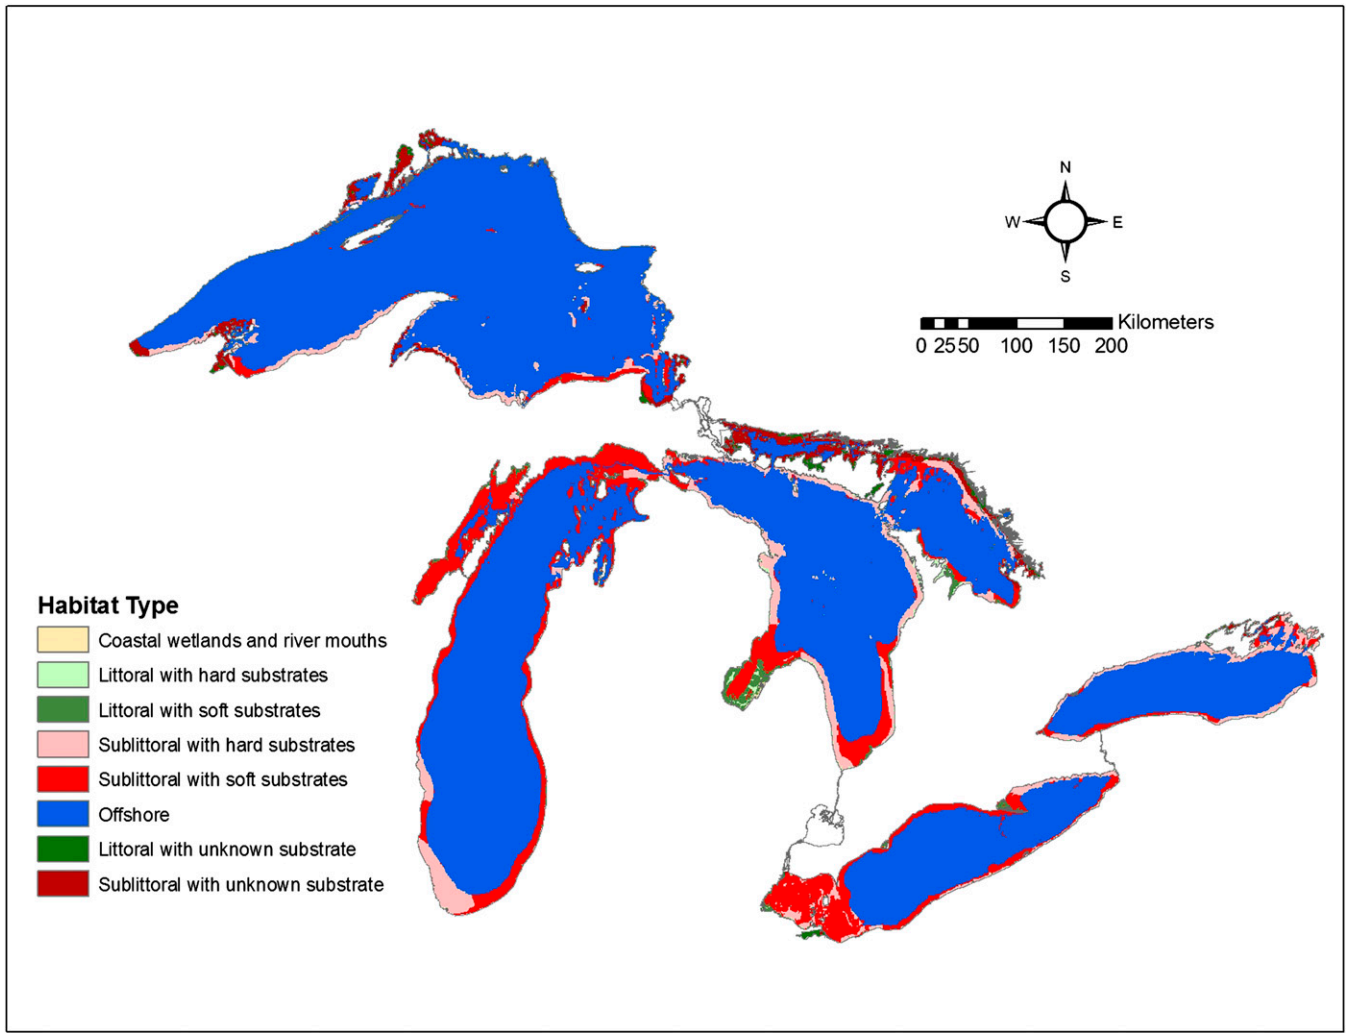 N
W E
S
Kilometers
0 25 50 100 150 200
Habitat Type
Coastal wetlands and river mouths
Littoral with hard substrates
Littoral with soft substrates
Sublittoral with hard substrates
Sublittoral with soft substrates
Offshore
Littoral with unknown substrate
Sublittoral with unknown substrate